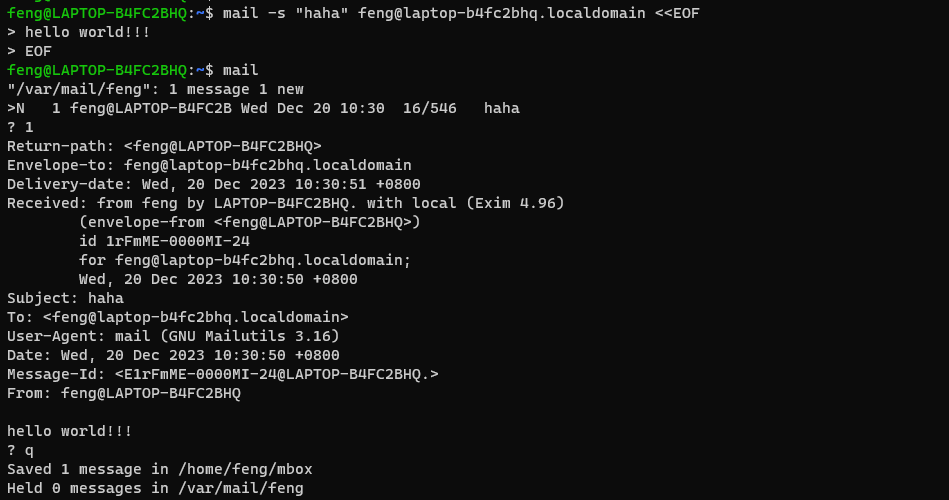 feng@LAPTOP-B4FC2BHQ:~$ mail -s "haha" feng@laptop-b4fc2bhq.localdomain <<EOF
> hello world!!!
> EOF
feng@LAPTOP-B4FC2BHQ:~$ mail
"/var/mail/feng": 1 message 1 new
>N   1 feng@LAPTOP-B4FC2B Wed Dec 20 10:30  16/546   haha
? 1
Return-path: <feng@LAPTOP-B4FC2BHQ>
Envelope-to: feng@laptop-b4fc2bhq.localdomain
Delivery-date: Wed, 20 Dec 2023 10:30:51 +0800
Received: from feng by LAPTOP-B4FC2BHQ. with local (Exim 4.96)
        (envelope-from <feng@LAPTOP-B4FC2BHQ>)
        id 1rFmME-0000MI-24
        for feng@laptop-b4fc2bhq.localdomain;
        Wed, 20 Dec 2023 10:30:50 +0800
Subject: haha
To: <feng@laptop-b4fc2bhq.localdomain>
User-Agent: mail (GNU Mailutils 3.16)
Date: Wed, 20 Dec 2023 10:30:50 +0800
Message-Id: <E1rFmME-0000MI-24@LAPTOP-B4FC2BHQ.>
From: feng@LAPTOP-B4FC2BHQ

hello world!!!
? q
Saved 1 message in /home/feng/mbox
Held 0 messages in /var/mail/feng